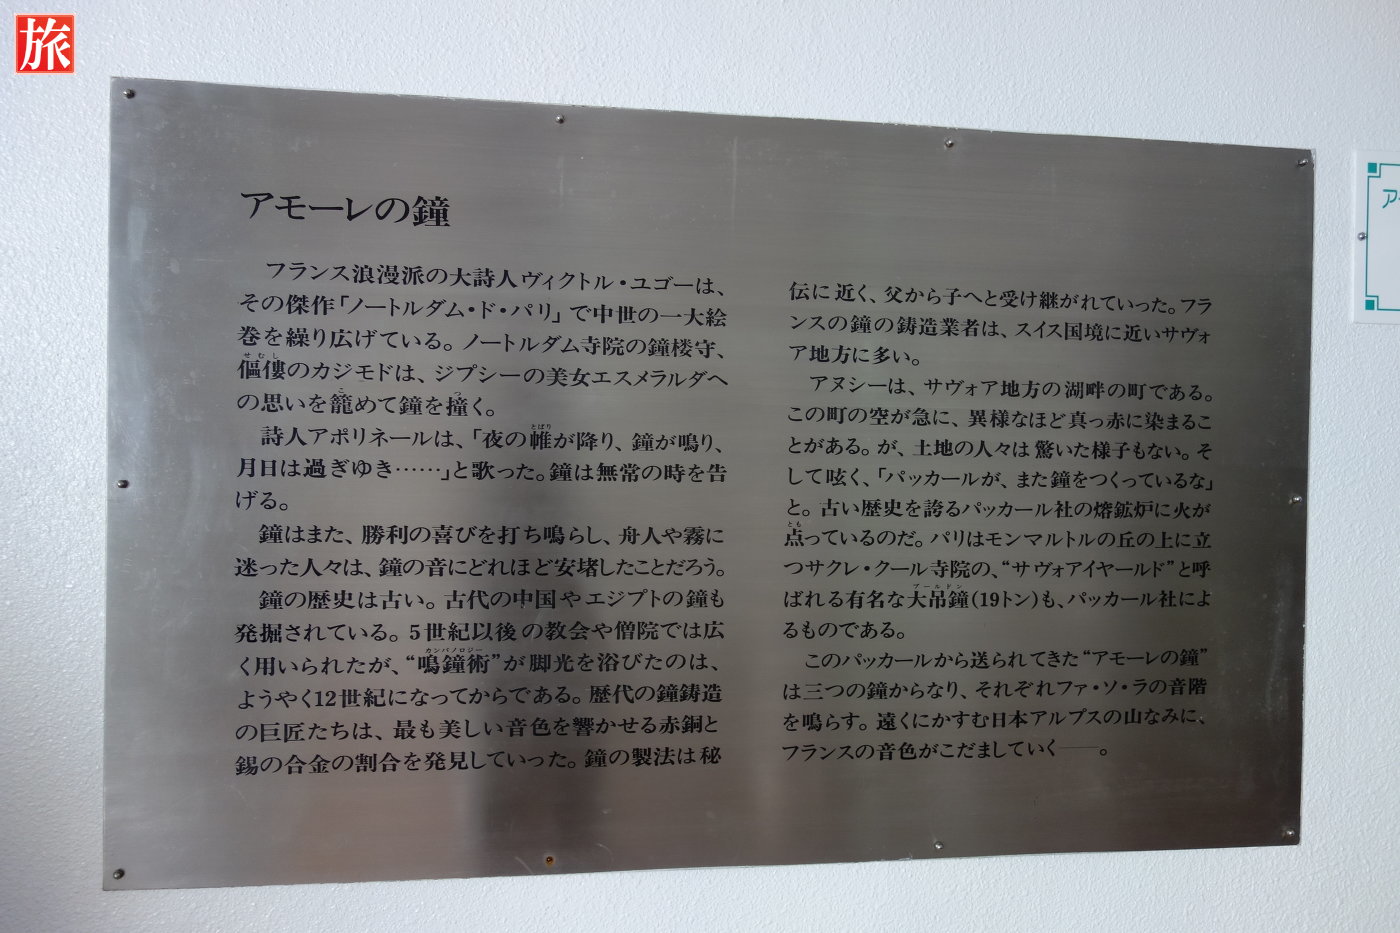 旅
アモーレの鐘
フランス浪漫派の大詩人ヴィクトル・ユゴーは、
その傑作「ノートルダム・ド・パリ」で中世の一大絵
巻を繰り広げている。ノートルダム寺院の鐘楼守、
せむし
傴僂のカジモドは、ジプシーの美女エスメラルダへ
こ
つ
の思いを籠めて鐘を撞く。
とばり
詩人アポリネールは、「夜の帷が降り、鐘が鳴り、
月日は過ぎゆき……」と歌った。鐘は無常の時を告
げる。
鐘はまた、勝利の喜びを打ち鳴らし、舟人や霧に
迷った人々は、鐘の音にどれほど安堵したことだろう。
鐘の歴史は古い。古代の中国やエジプトの鐘も
発掘されている。5世紀以後の教会や僧院では広
カンパノロジー
く用いられたが、“鳴鐘術”が脚光を浴びたのは、
ようやく12世紀になってからである。歴代の鐘鋳造
の巨匠たちは、最も美しい音色を響かせる赤銅と
錫の合金の割合を発見していった。鐘の製法は秘
伝に近く、父から子へと受け継がれていった。フラ
ンスの鐘の鋳造業者は、スイス国境に近いサヴォ
ア地方に多い。
アヌシーは、サヴォア地方の湖畔の町である。
この町の空が急に、異様なほど真っ赤に染まるこ
とがある。が、土地の人々は驚いた様子もない。そ
して呟く、「パッカールが、また鐘をつくっているな」
と。古い歴史を誇るパッカール社の熔鉱炉に火が
とも
点っているのだ。パリはモンマルトルの丘の上に立
つサクレ・クール寺院の、“サヴォアイヤールド”と呼
ブールドン
ばれる有名な大吊鐘(19トン)も、パッカール社によ
るものである。
このパッカールから送られてきた“アモーレの鐘”
は三つの鐘からなり、それぞれファ・ソ・ラの音階
を鳴らす。遠くにかすむ日本アルプスの山なみに、
フランスの音色がこだましていく──。
ア